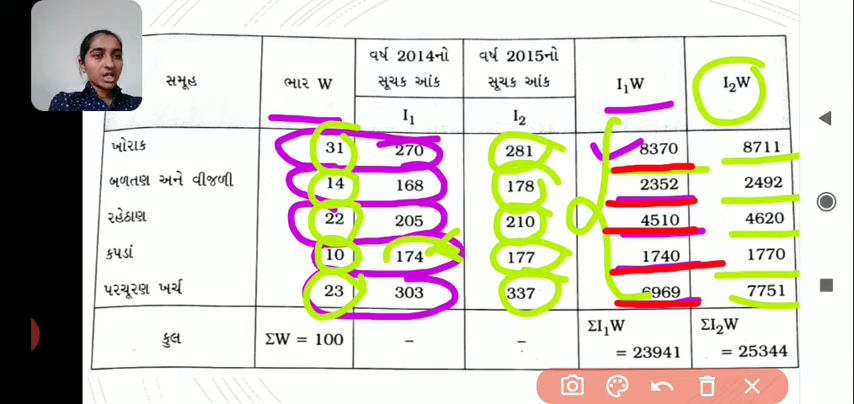 સમૂહ ભાર W વર્ષ 2014નો સૂચક આંક I₁ વર્ષ 2015નો સૂચક આંક I₂ I₁W I₂W
ખોરાક 31 270 281 8370 8711
બળતણ અને વીજળી 14 168 178 2352 2492
રહેઠાણ 22 205 210 4510 4620
કપડાં 10 174 177 1740 1770
પરચૂરણ ખર્ચ 23 303 337 6969 7751
કુલ ΣW = 100 – – ΣI₁W = 23941 ΣI₂W = 25344